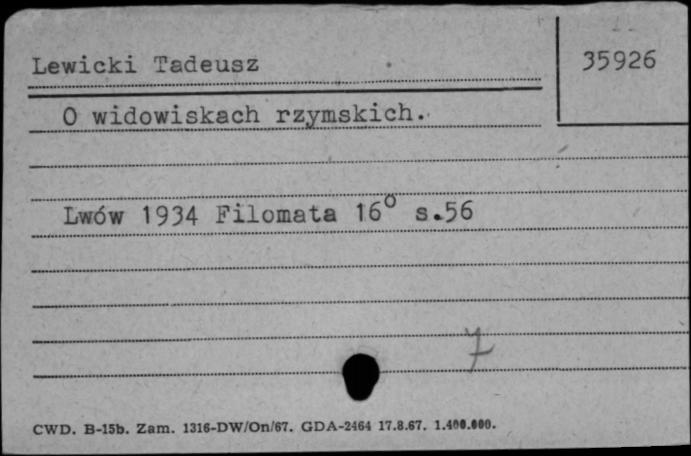 Lewicki Tadeusz
35926
O widowiskach rzymskich.
Lwów 1934 Filomata 16° s.56
7
CWD. B-15b. Zam. 1316-DW/On/67. GDA-2464 17.8.67. 1.400.000.